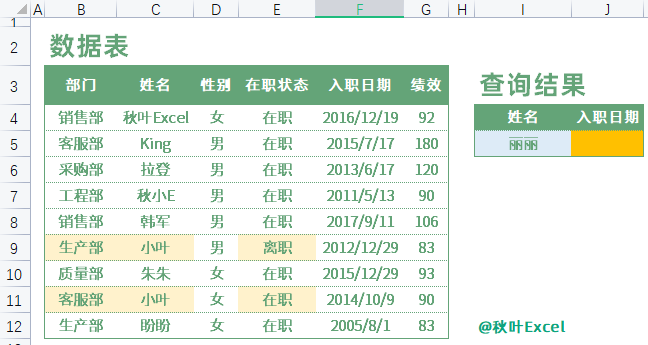 A B C D E F G H I J
1
2 数据表
3 部门 姓名 性别 在职状态 入职日期 绩效 查询结果
4 销售部 秋叶Excel 女 在职 2016/12/19 92 姓名 入职日期
5 客服部 King 男 在职 2015/7/17 180
6 采购部 拉登 男 在职 2013/6/17 120
7 工程部 秋小E 男 在职 2011/5/13 90
8 销售部 韩军 男 在职 2017/9/11 106
9 生产部 小叶 男 离职 2012/12/29 83
10 质量部 朱朱 女 在职 2015/12/29 93
11 客服部 小叶 女 在职 2014/10/9 90
12 生产部 盼盼 女 在职 2005/8/1 83 @秋叶Excel